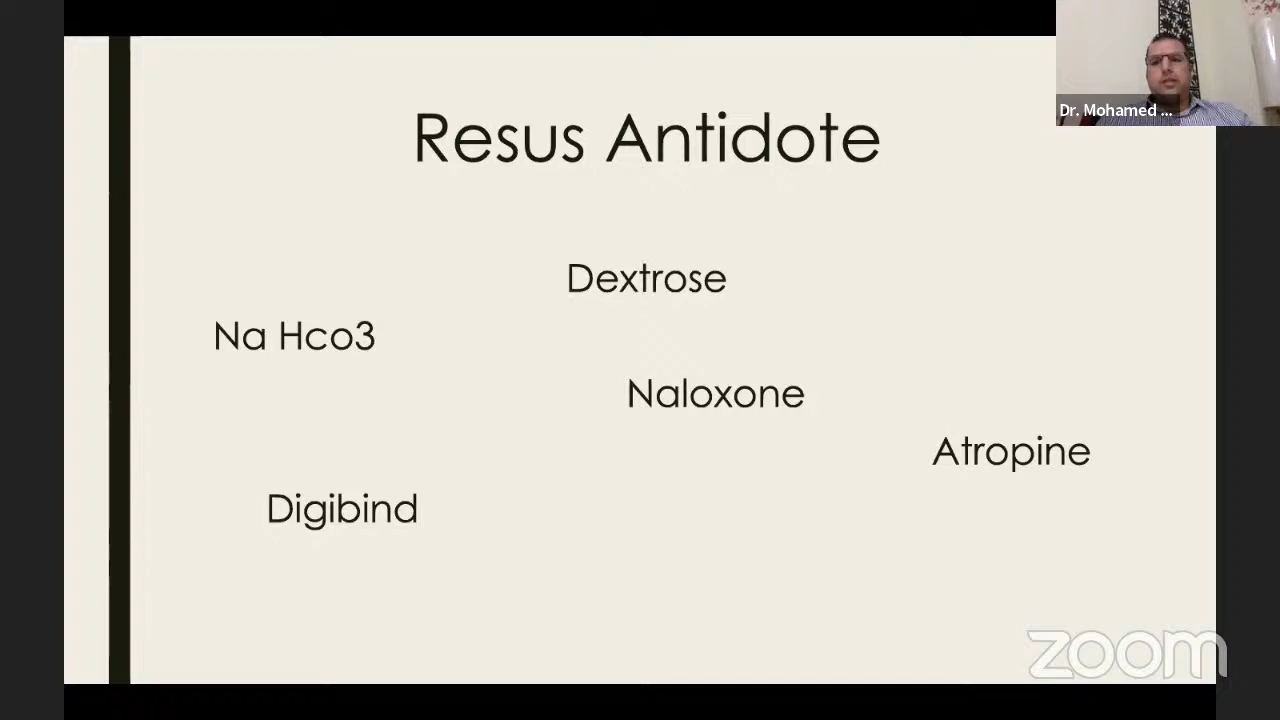 Dr. Mohamed ...
Resus Antidote
Dextrose
Na Hco3
Naloxone
Atropine
Digibind
zoom